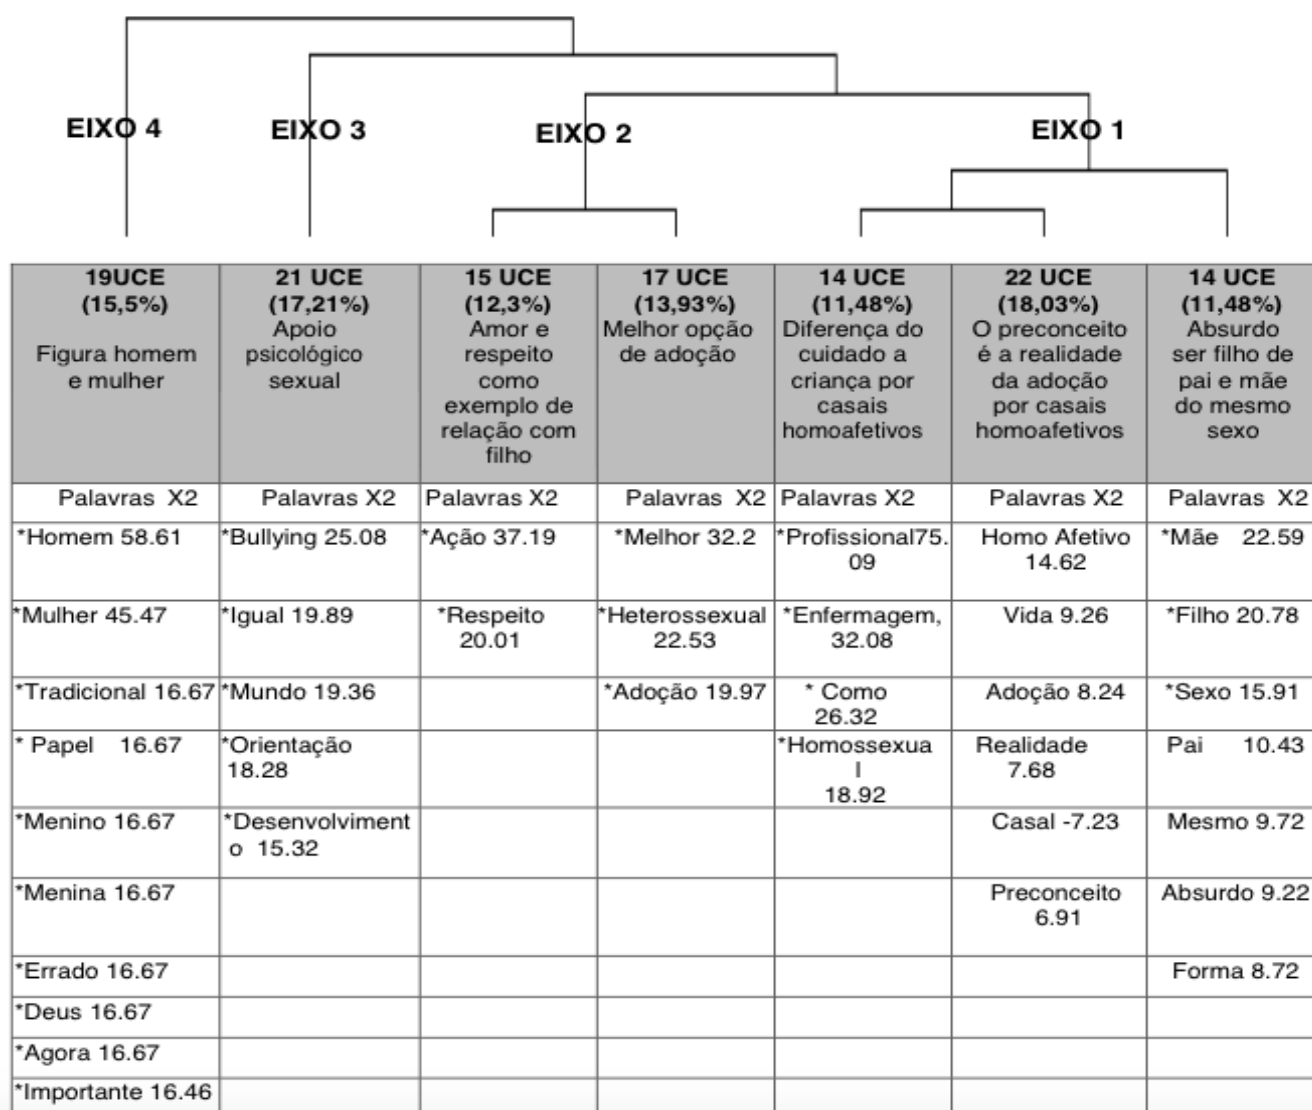 EIXO 4
EIXO 3
EIXO 2
EIXO 1
19UCE
(15,5%)
Figura homem
e mulher
21 UCE
(17,21%)
Apoio
psicológico
sexual
15 UCE
(12,3%)
Amor e
respeito
como
exemplo de
relação com
filho
17 UCE
(13,93%)
Melhor opção
de adoção
14 UCE
(11,48%)
Diferença do
cuidado a
criança por
casais
homoafetivos
22 UCE
(18,03%)
O preconceito
é a realidade
da adoção
por casais
homoafetivos
14 UCE
(11,48%)
Absurdo
ser filho de
pai e mãe
do mesmo
sexo
Palavras X2
Palavras X2
Palavras X2
Palavras X2
Palavras X2
Palavras X2
Palavras X2
*Homem 58.61
*Bullying 25.08
*Ação 37.19
*Melhor 32.2
*Profissional75.
09
Homo Afetivo
14.62
*Mãe 22.59
*Mulher 45.47
*Igual 19.89
*Respeito
20.01
*Heterossexual
22.53
*Enfermagem,
32.08
Vida 9.26
*Filho 20.78
*Tradicional 16.67
*Mundo 19.36
*Adoção 19.97
* Como
26.32
Adoção 8.24
*Sexo 15.91
* Papel 16.67
*Orientação
18.28
*Homossexua
l
18.92
Realidade
7.68
Pai 10.43
*Menino 16.67
*Desenvolviment
o 15.32
Casal -7.23
Mesmo 9.72
*Menina 16.67
Preconceito
6.91
Absurdo 9.22
*Errado 16.67
Forma 8.72
*Deus 16.67
*Agora 16.67
*Importante 16.46